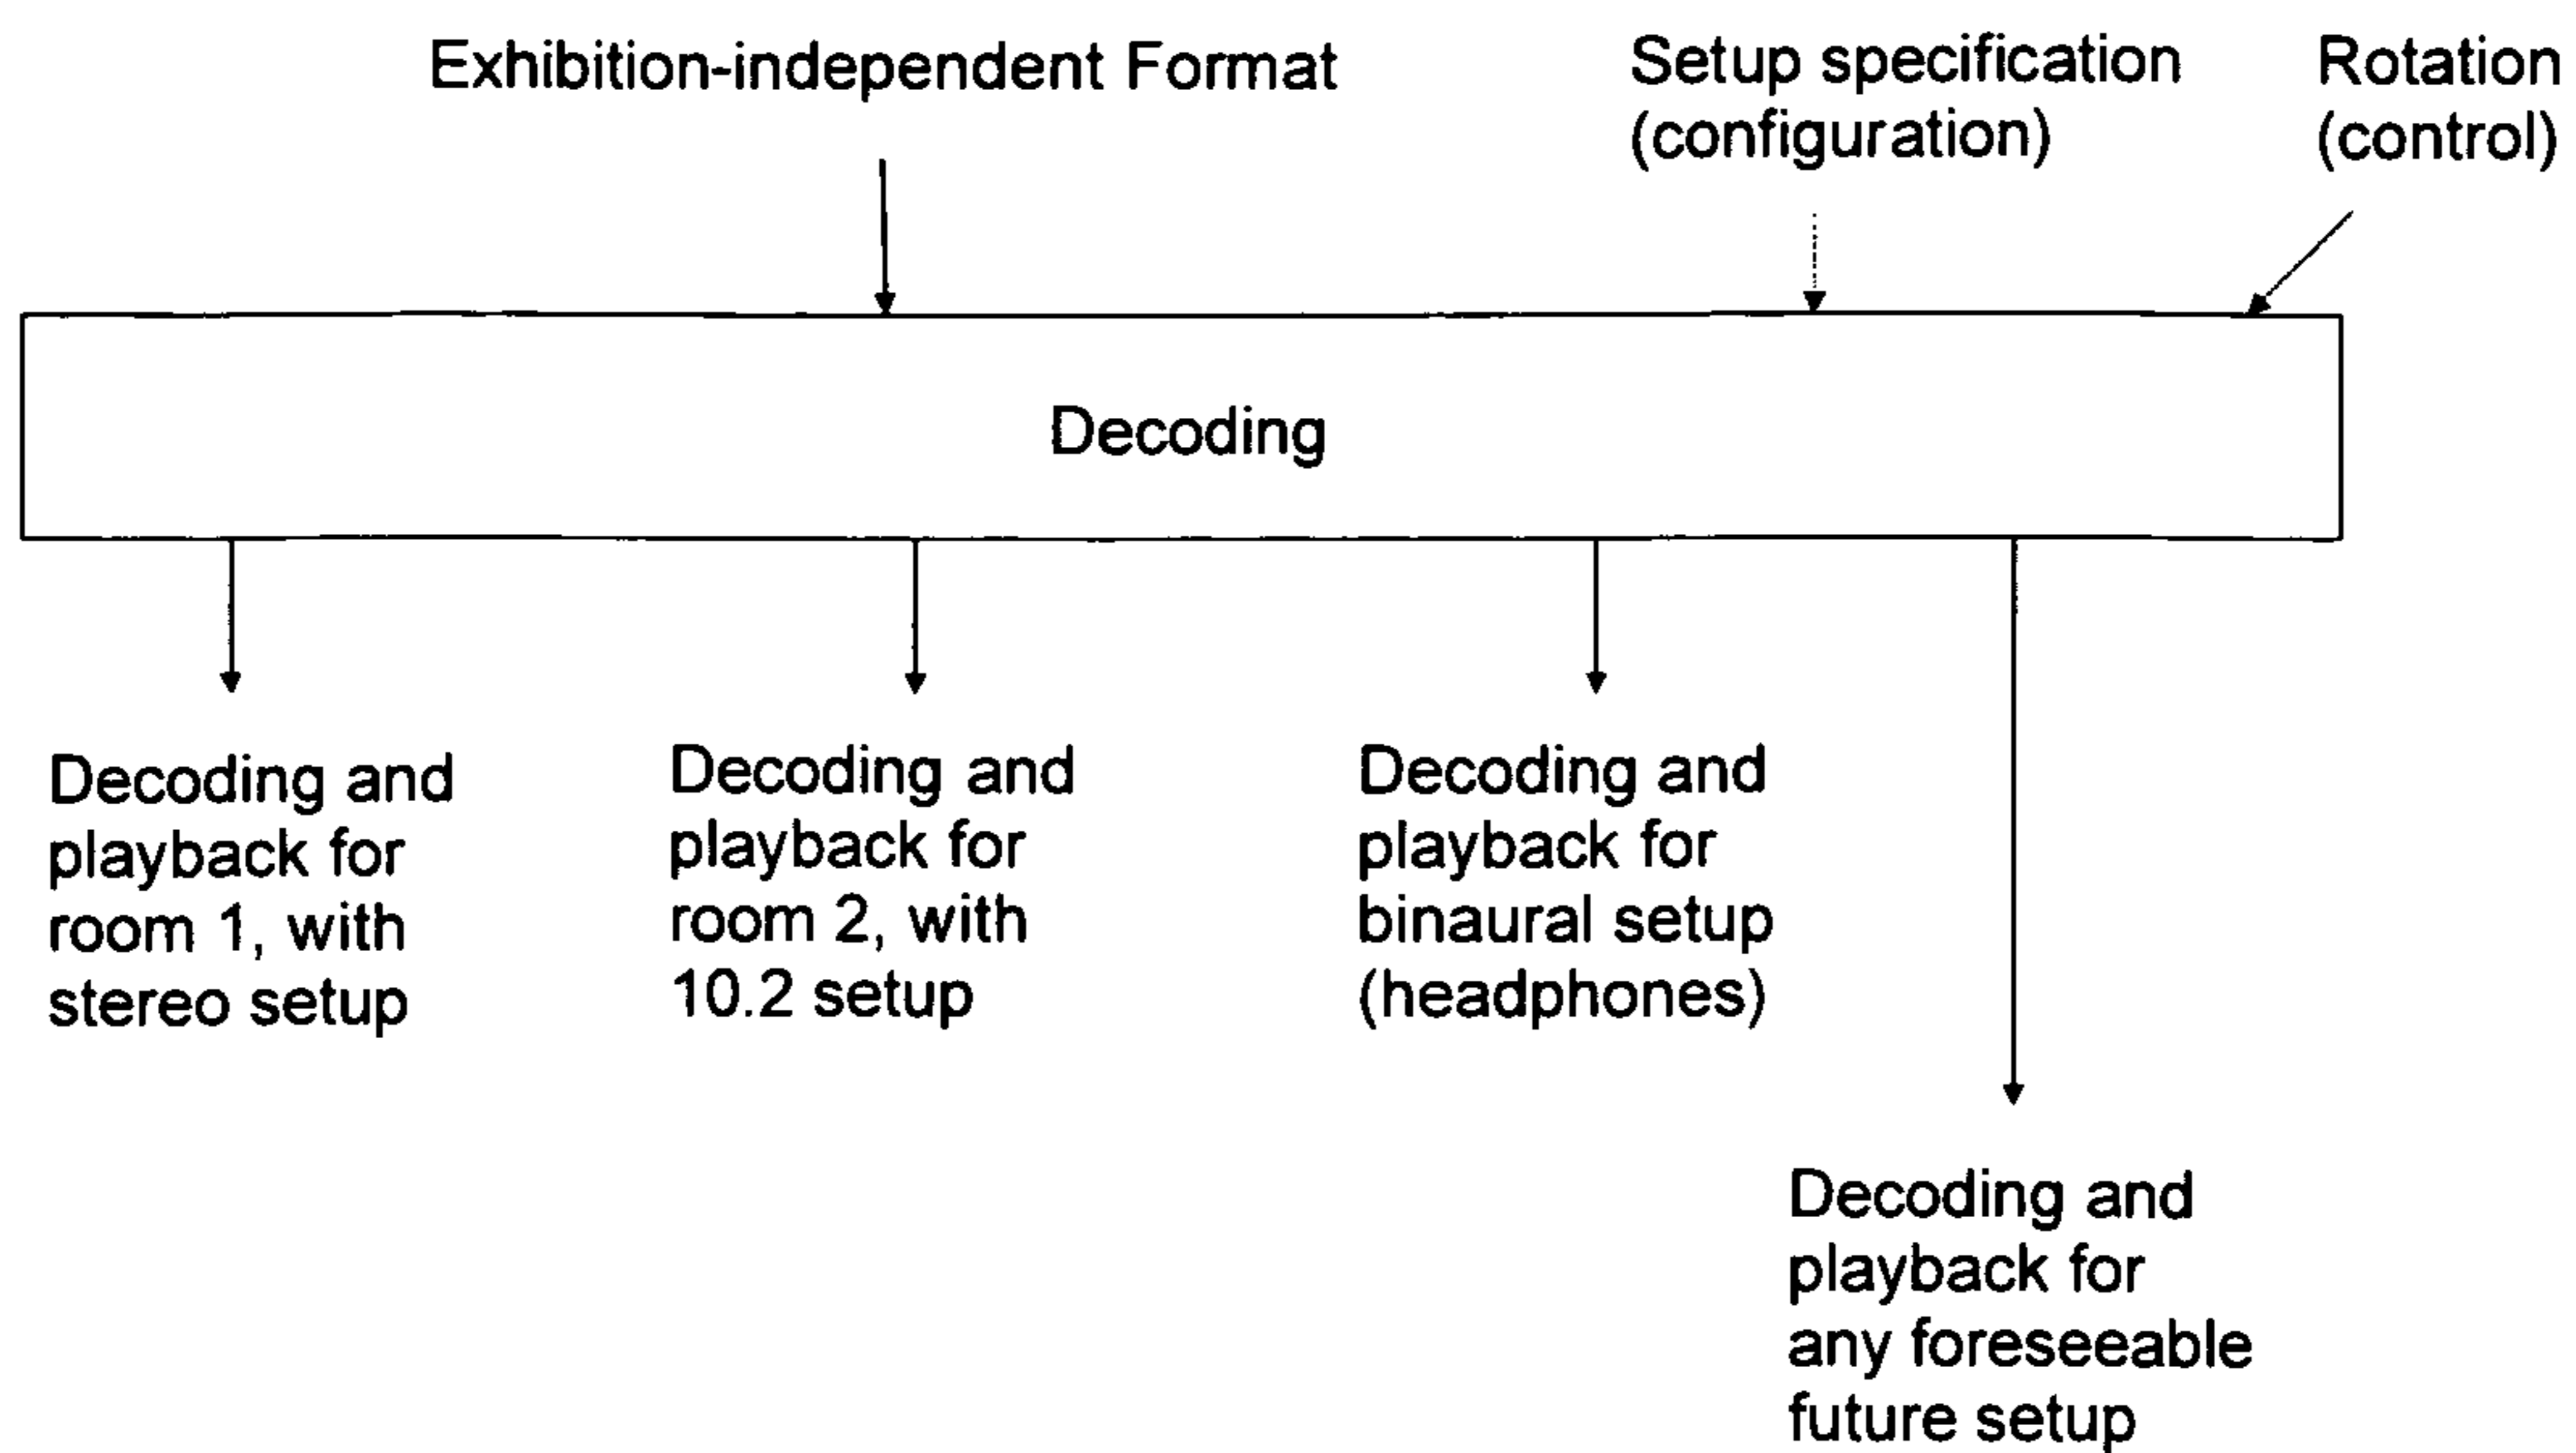 Exhibition-independent Format
Setup specification
(configuration)
Rotation
(control)
Decoding
Decoding and
playback for
room 1, with
stereo setup
Decoding and
playback for
room 2, with
10.2 setup
Decoding and
playback for
binaural setup
(headphones)
Decoding and
playback for
any foreseeable
future setup